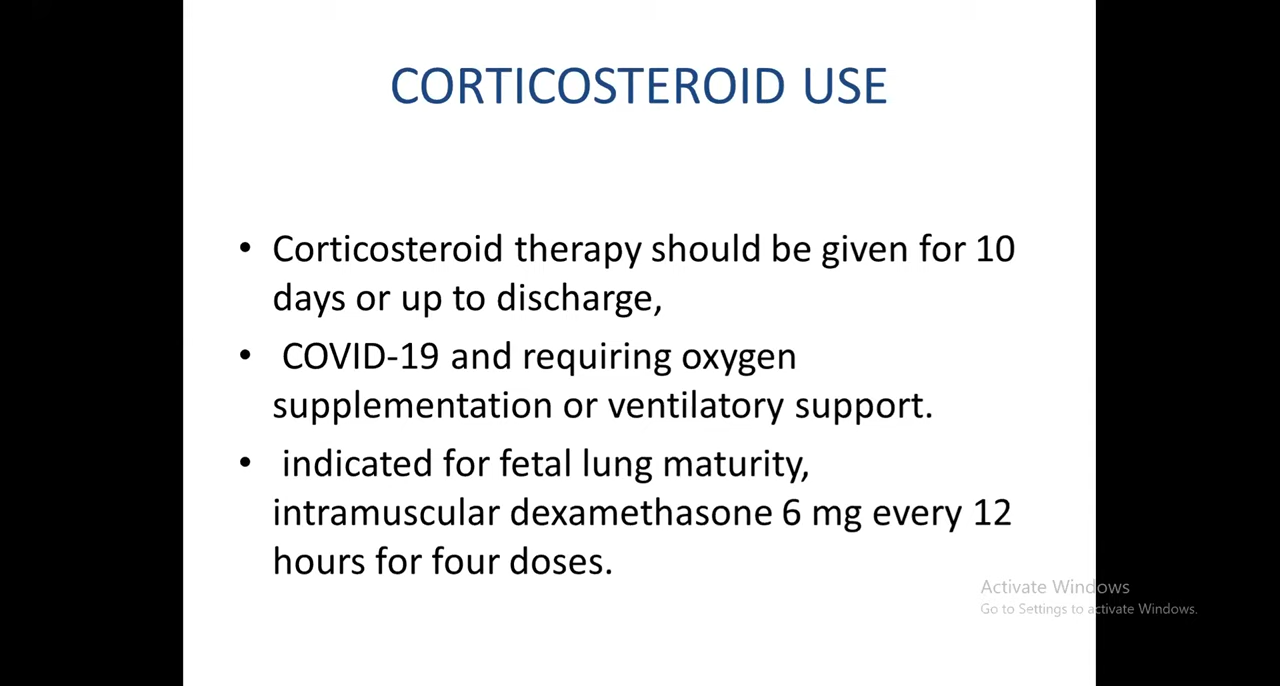 CORTICOSTEROID USE
• Corticosteroid therapy should be given for 10
days or up to discharge,
• COVID-19 and requiring oxygen
supplementation or ventilatory support.
• indicated for fetal lung maturity,
intramuscular dexamethasone 6 mg every 12
hours for four doses.
Activate Windows
Go to Settings to activate Windows.